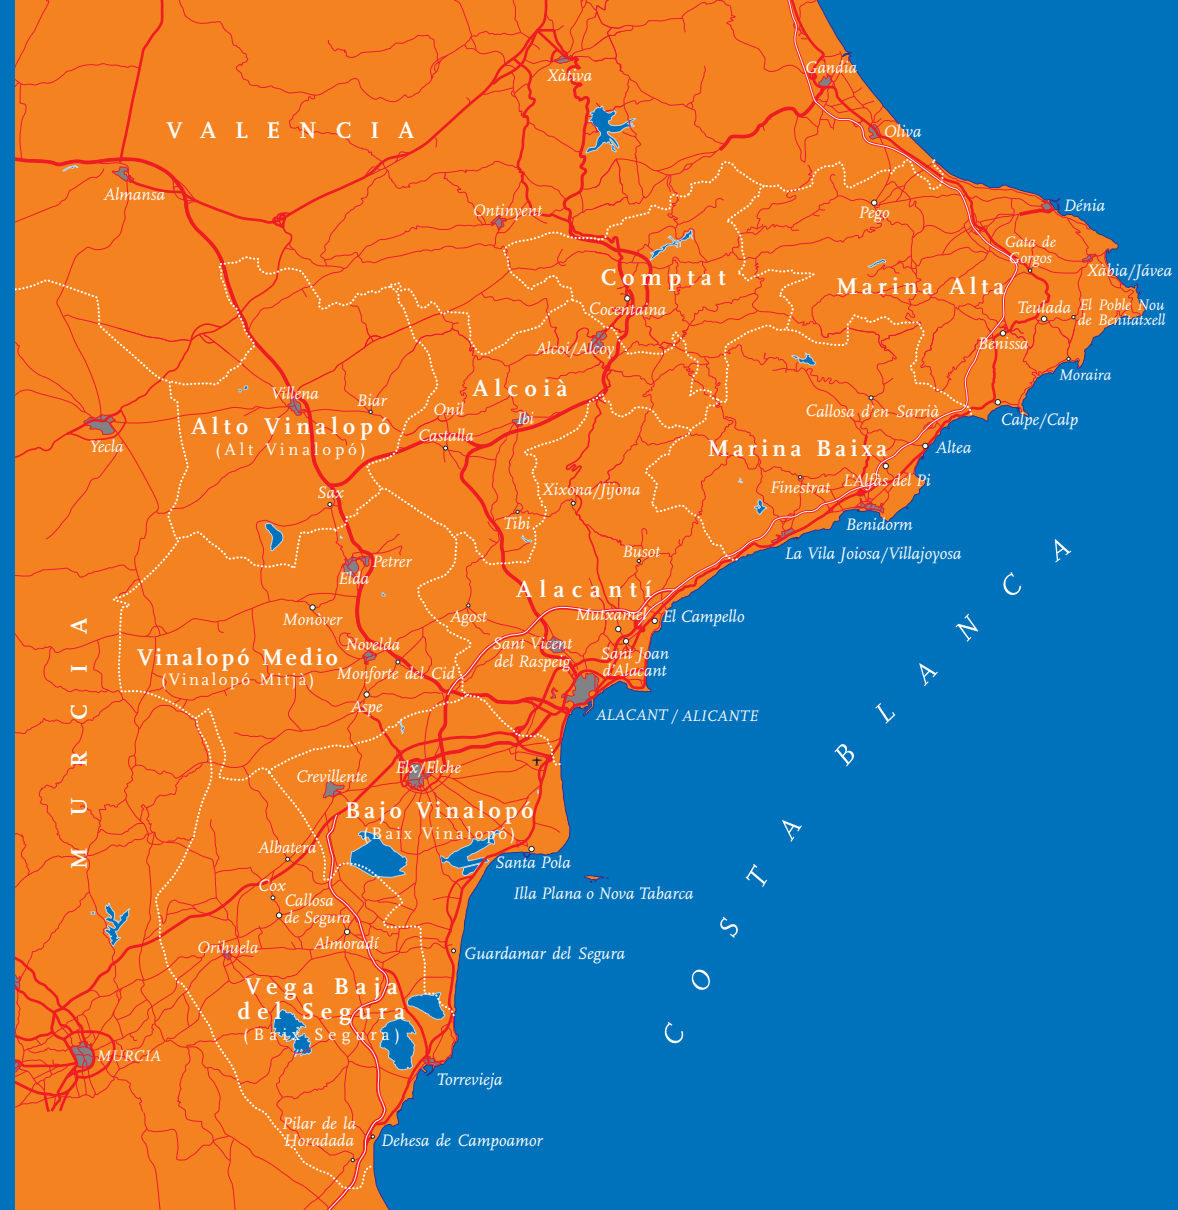 Gandia
Xàtiva
VALENCIA
Oliva
Almansa
Ontinyent
Pego
Dénia
Gata de
Gorgos
Xàbia/Jávea
Comptat
Marina Alta
Cocentaina
Teulada
El Poble Nou
de Benitatxell
Benissa
Alcoi/Alcoy
Moraira
Alcoià
Villena
Biar
Onil
Ibi
Callosa d'en Sarrià
Calpe/Calp
Alto Vinalopó
(Alt Vinalopó)
Castalla
Yecla
Marina Baixa
Altea
L'Alfàs del Pi
Finestrat
Sax
Xixona/Jijona
Tibi
Benidorm
La Vila Joiosa/Villajoyosa
Busot
Petrer
Elda
Alacantí
Monòver
Agost
Mutxamel
El Campello
Novelda
Sant Vicent
del Raspeig
Sant Joan
d'Alacant
Vinalopó Medio
(Vinalopó Mitjà)
Monforte del Cid
Aspe
ALACANT / ALICANTE
MURCIA
COSTA BLANCA
Elx/Elche
Crevillente
Bajo Vinalopó
(Baix Vinalopó)
Albatera
Santa Pola
Illa Plana o Nova Tabarca
Cox
Callosa
de Segura
Almoradí
Orihuela
Guardamar del Segura
Vega Baja
del Segura
(Baix Segura)
MURCIA
Torrevieja
Pilar de la
Horadada
Dehesa de Campoamor